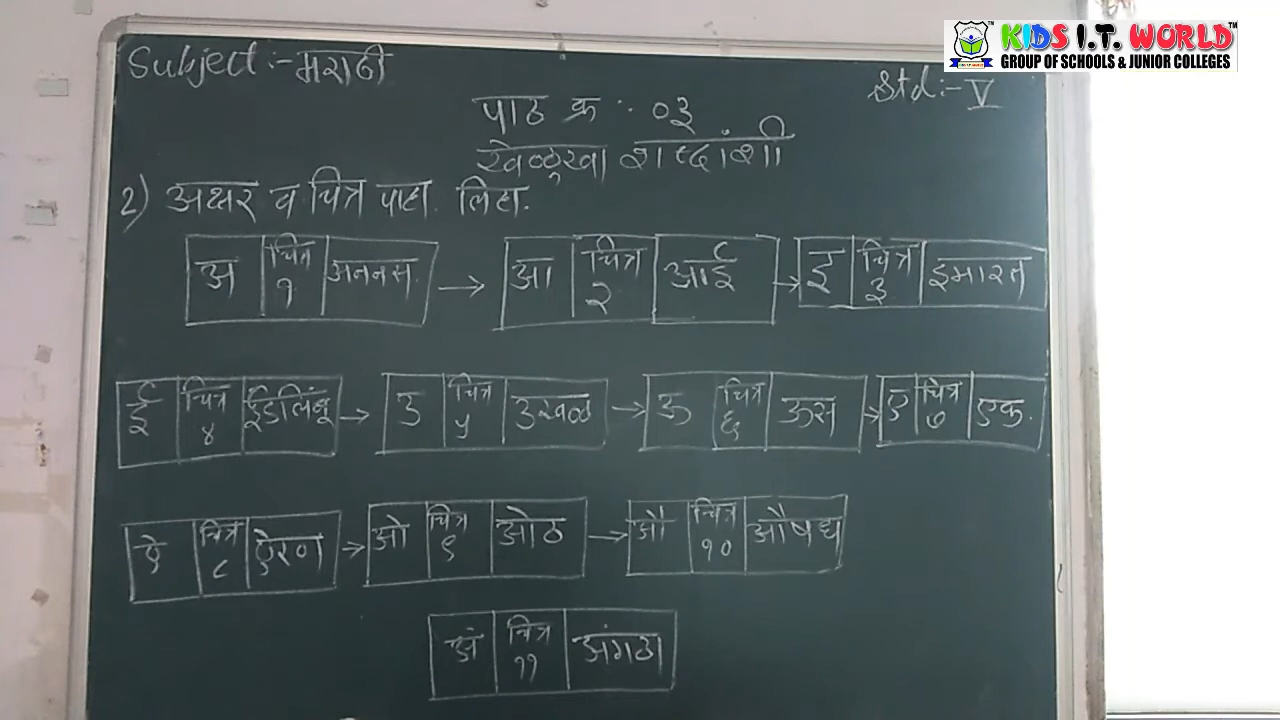 KIDS I.T. WORLD
GROUP OF SCHOOLS & JUNIOR COLLEGES
Subject :- मराठी
Std :- V
पाठ क्र : ०३
खेळूया शब्दांशी
2) अक्षर व चित्र पाहा. लिहा.
अ चित्र १ अननस → आ चित्र २ आई → इ चित्र ३ इमारत
ई चित्र ४ ईडलिंबू → उ चित्र ५ उखळ → ऊ चित्र ६ ऊस → ए चित्र ७ एक.
ऐ चित्र ८ ऐरण → ओ चित्र ९ ओठ → औ चित्र १० औषध
अं चित्र ११ अंगठा